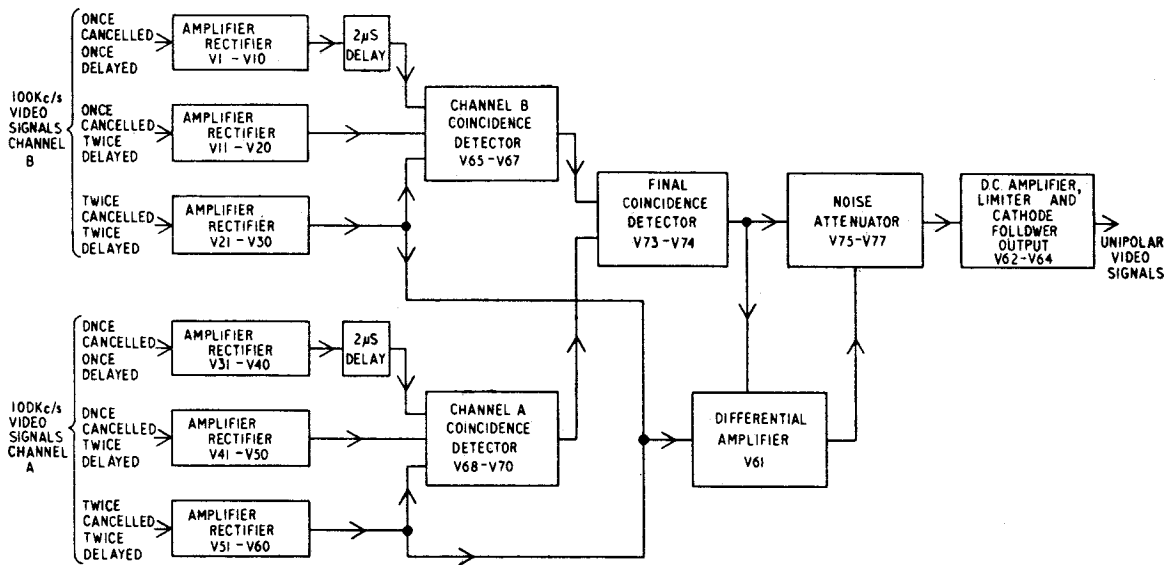 100Kc/s
VIDEO
SIGNALS
CHANNEL
B
ONCE
CANCELLED
ONCE
DELAYED
AMPLIFIER
RECTIFIER
V1 – V10
2µS
DELAY
ONCE
CANCELLED
TWICE
DELAYED
AMPLIFIER
RECTIFIER
V11 – V20
TWICE
CANCELLED
TWICE
DELAYED
AMPLIFIER
RECTIFIER
V21 – V30
CHANNEL B
COINCIDENCE
DETECTOR
V65 – V67
FINAL
COINCIDENCE
DETECTOR
V73 – V74
NOISE
ATTENUATOR
V75–V77
D.C. AMPLIFIER,
LIMITER AND
CATHODE
FOLLOWER
OUTPUT
V62–V64
UNIPOLAR
VIDEO
SIGNALS
10DKc/s
VIDEO
SIGNALS
CHANNEL
A
DNCE
CANCELLED
ONCE
DELAYED
AMPLIFIER
RECTIFIER
V31 – V40
2µS
DELAY
DNCE
CANCELLED
TWICE
DELAYED
AMPLIFIER
RECTIFIER
V41 – V50
TWICE
CANCELLED
TWICE
DELAYED
AMPLIFIER
RECTIFIER
V51 – V60
CHANNEL A
COINCIDENCE
DETECTOR
V68–V70
DIFFERENTIAL
AMPLIFIER
V61